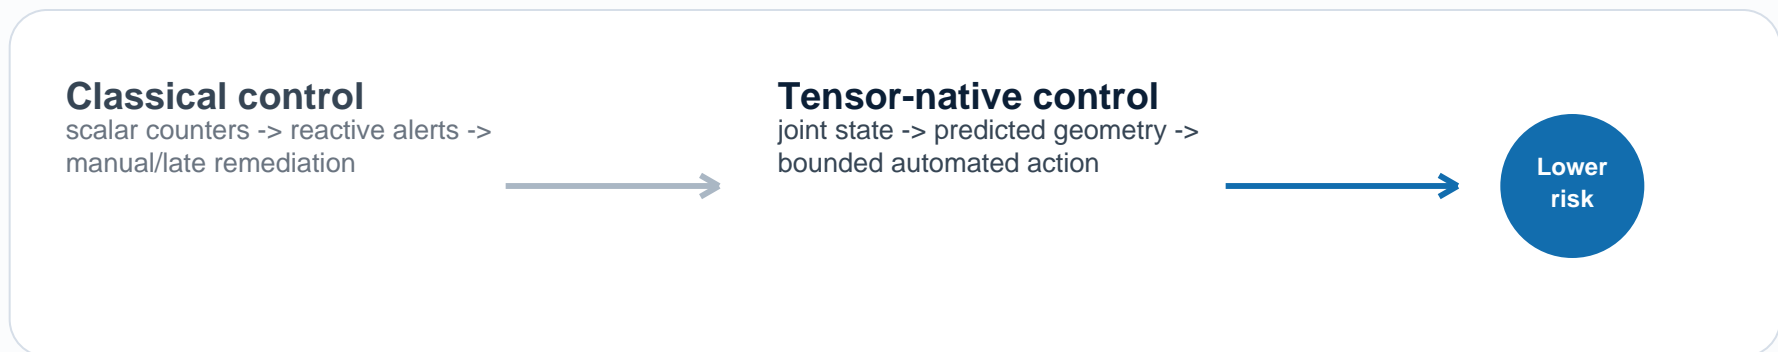 Classical control
scalar counters -> reactive alerts ->
manual/late remediation
Tensor-native control
joint state -> predicted geometry ->
bounded automated action
Lower
risk